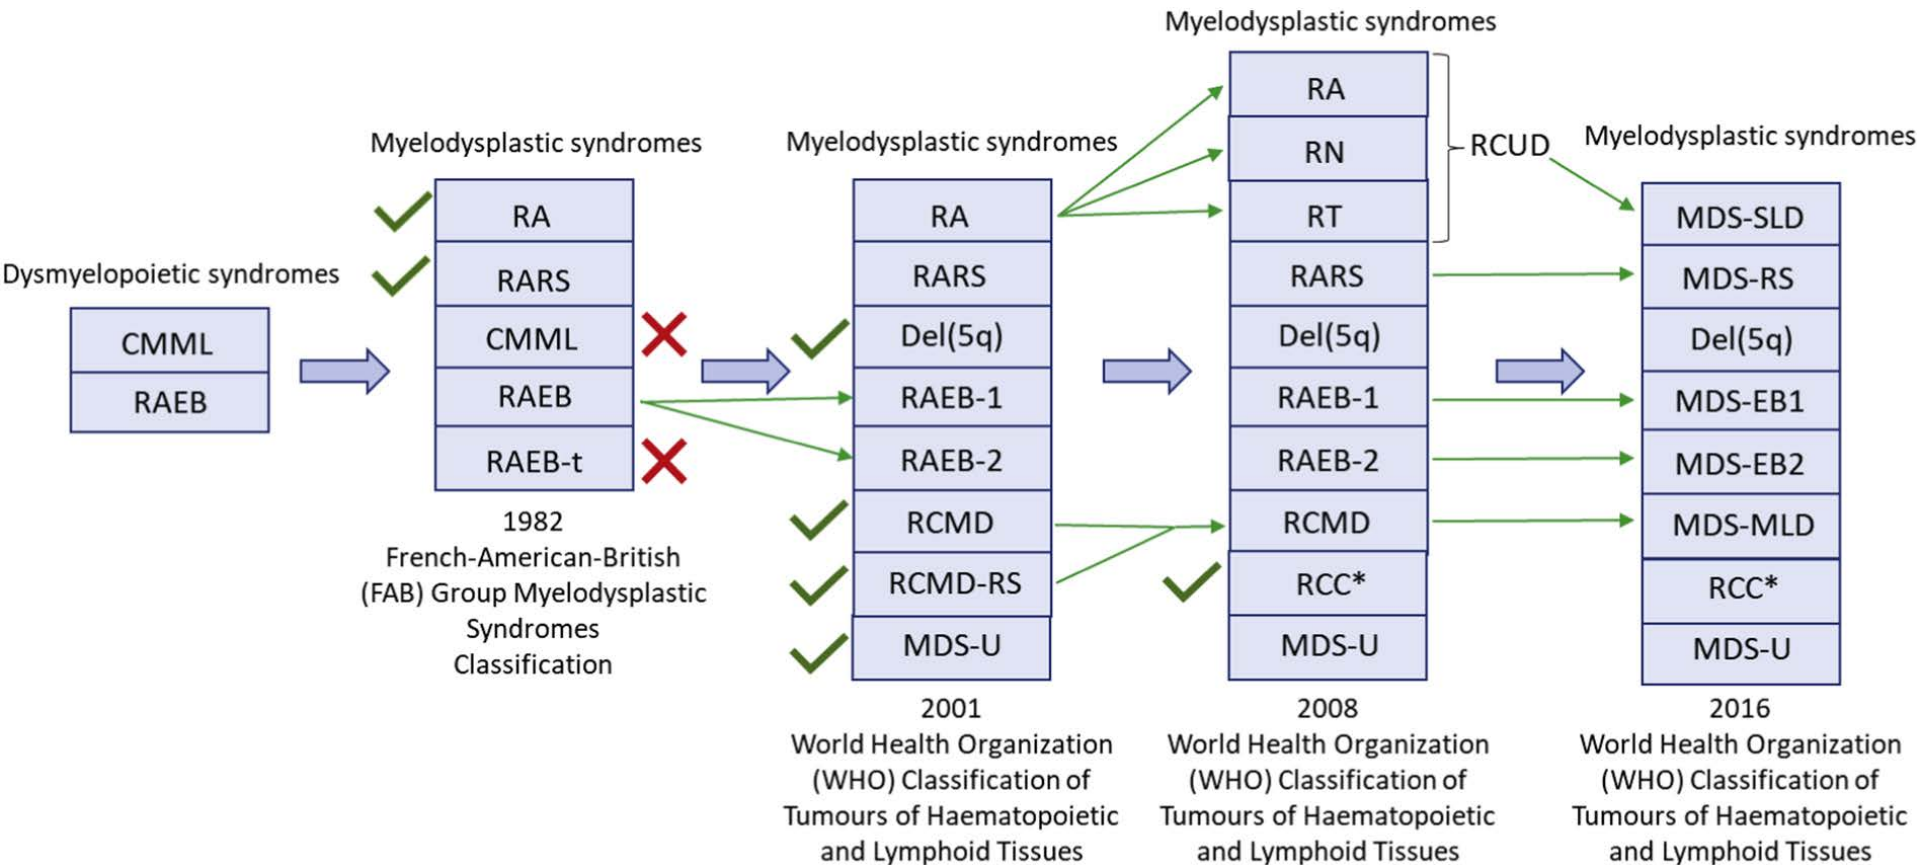 Dysmyelopoietic syndromes
CMML
RAEB
Myelodysplastic syndromes
RA
RARS
CMML
RAEB
RAEB-t
1982
French-American-British
(FAB) Group Myelodysplastic
Syndromes
Classification
Myelodysplastic syndromes
RA
RARS
Del(5q)
RAEB-1
RAEB-2
RCMD
RCMD-RS
MDS-U
2001
World Health Organization
(WHO) Classification of
Tumours of Haematopoietic
and Lymphoid Tissues
Myelodysplastic syndromes
RA
RN
RT
RCUD
RARS
Del(5q)
RAEB-1
RAEB-2
RCMD
RCC*
MDS-U
2008
World Health Organization
(WHO) Classification of
Tumours of Haematopoietic
and Lymphoid Tissues
Myelodysplastic syndromes
MDS-SLD
MDS-RS
Del(5q)
MDS-EB1
MDS-EB2
MDS-MLD
RCC*
MDS-U
2016
World Health Organization
(WHO) Classification of
Tumours of Haematopoietic
and Lymphoid Tissues